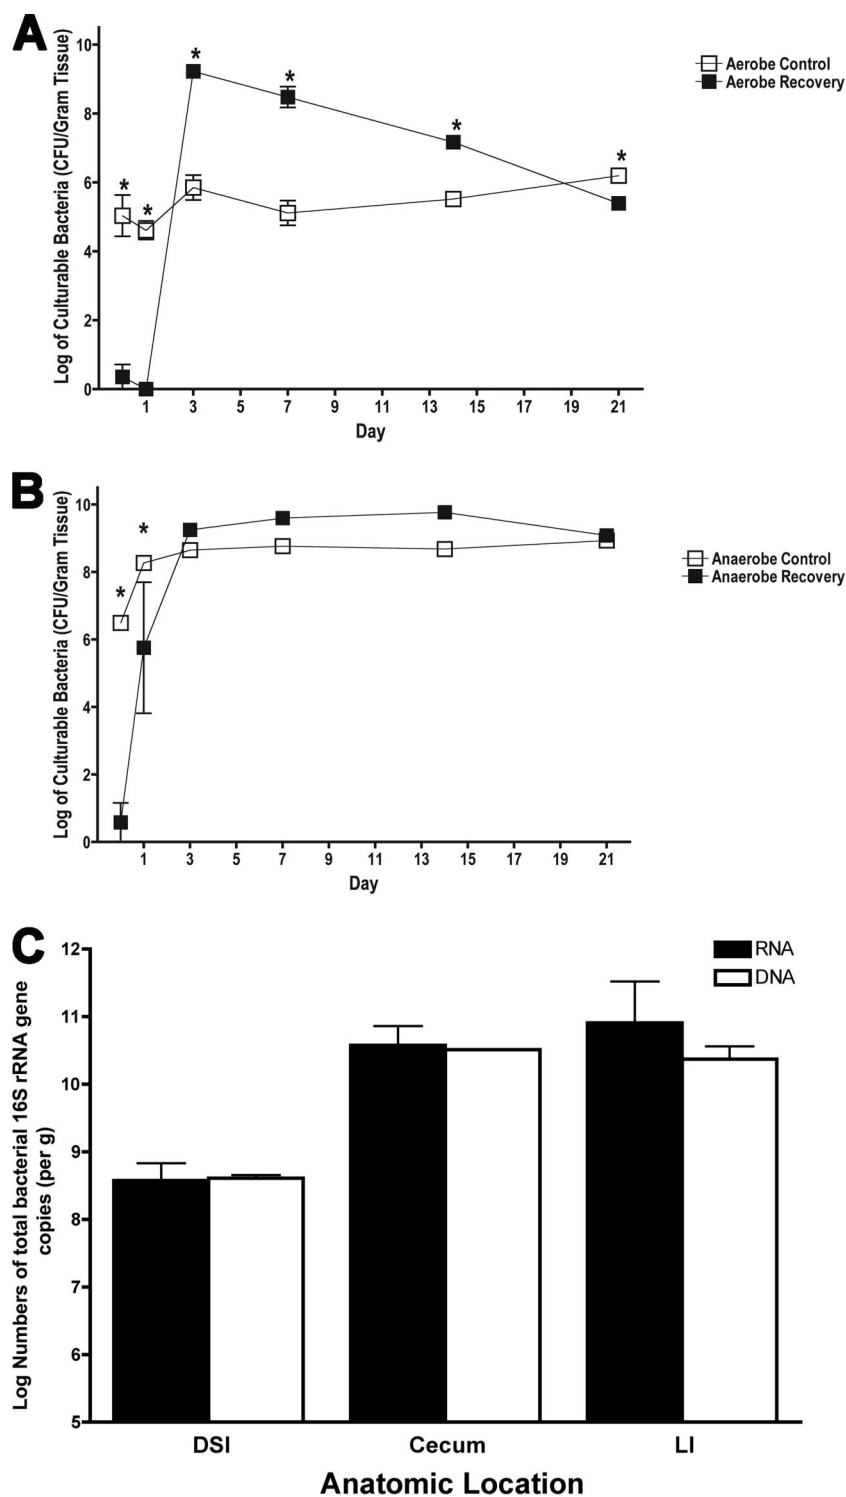 A
Log of Culturable Bacteria (CFU/Gram Tissue)
10
8
6
4
2
0
* * * * * *
1 3 5 7 9 11 13 15 17 19 21
Day
Aerobe Control
Aerobe Recovery
B
Log of Culturable Bacteria (CFU/Gram Tissue)
10
8
6
4
2
0
* *
1 3 5 7 9 11 13 15 17 19 21
Day
Anaerobe Control
Anaerobe Recovery
C
Log Numbers of total bacterial 16S rRNA gene
copies (per g)
12
11
10
9
8
7
6
5
RNA
DNA
DSI Cecum LI
Anatomic Location